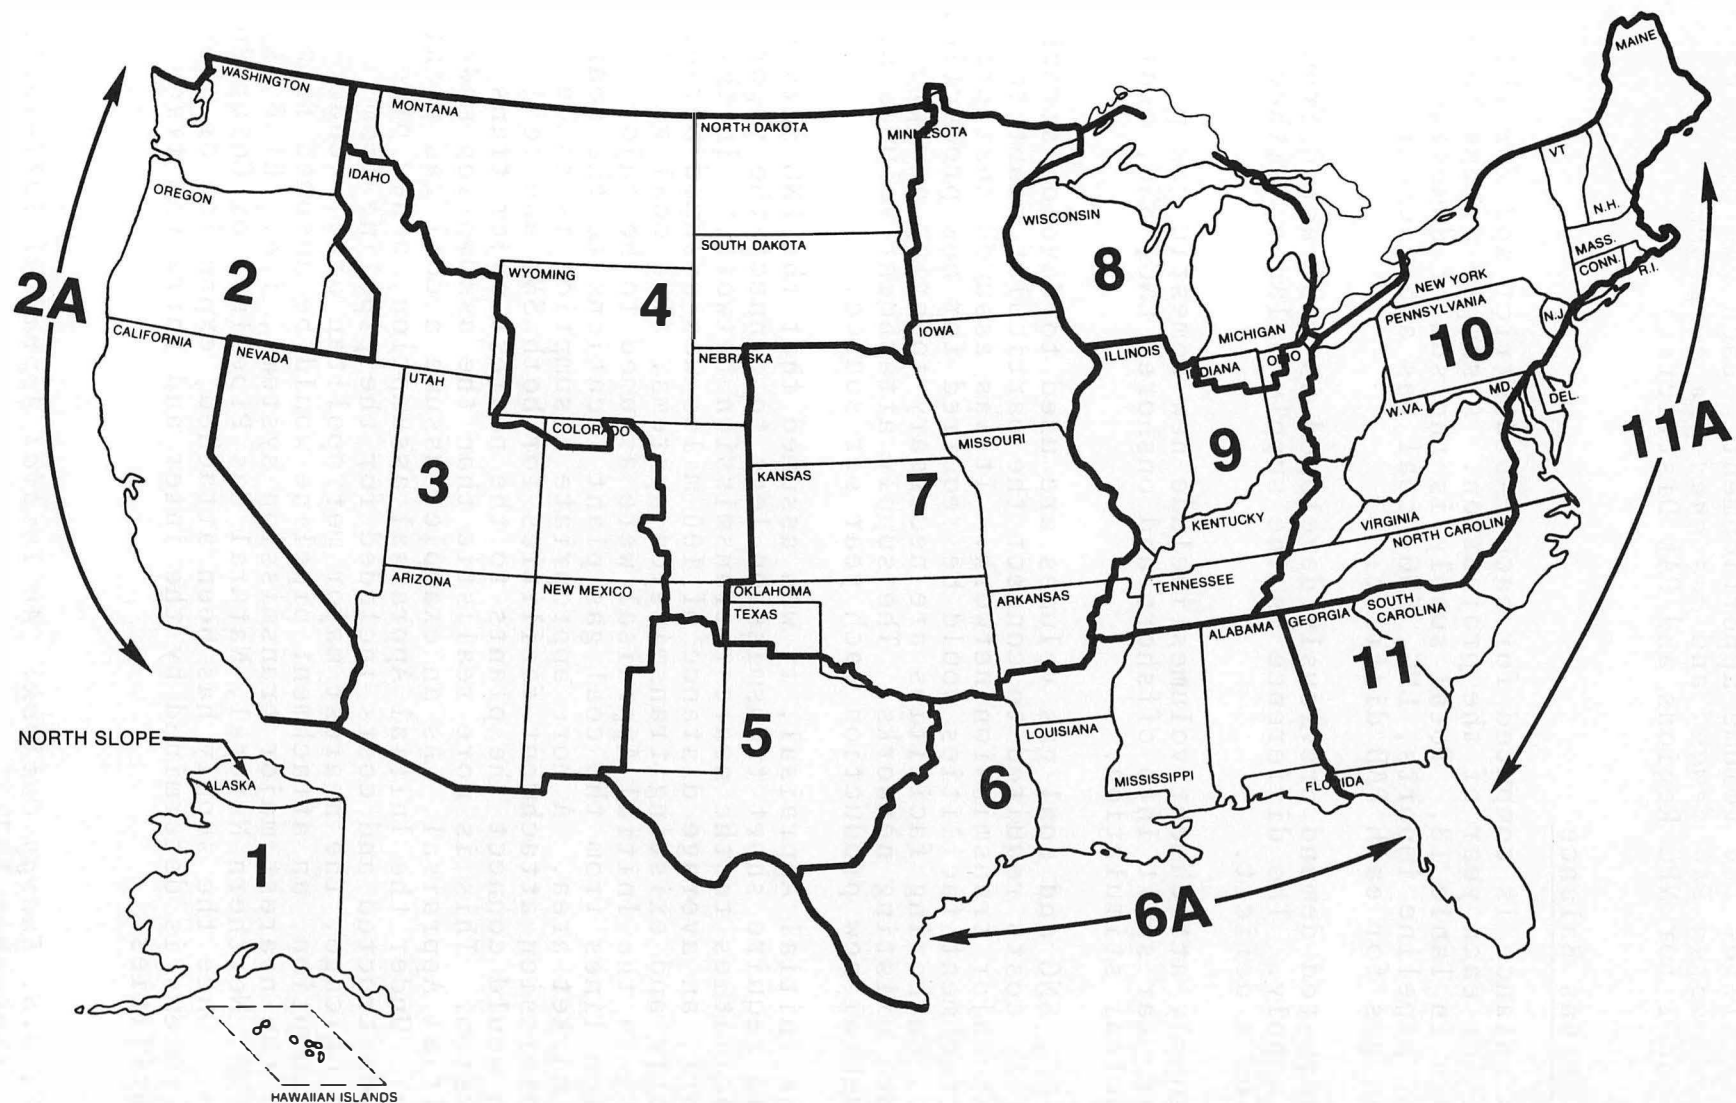 MAINE
WASHINGTON
MONTANA
NORTH DAKOTA
MINNESOTA
VT
IDAHO
OREGON
N.H.
WISCONSIN
MASS.
SOUTH DAKOTA
CONN.
R.I.
WYOMING
8
NEW YORK
2A
2
4
PENNSYLVANIA
N.J.
CALIFORNIA
IOWA
MICHIGAN
10
NEVADA
NEBRASKA
ILLINOIS
OHIO
UTAH
INDIANA
MD.
DEL.
W.VA.
COLORADO
MISSOURI
11A
9
KANSAS
3
7
KENTUCKY
VIRGINIA
NORTH CAROLINA
ARIZONA
NEW MEXICO
OKLAHOMA
ARKANSAS
TENNESSEE
TEXAS
GEORGIA
SOUTH
CAROLINA
ALABAMA
11
NORTH SLOPE
5
LOUISIANA
MISSISSIPPI
FLORIDA
ALASKA
6
1
6A
HAWAIIAN ISLANDS